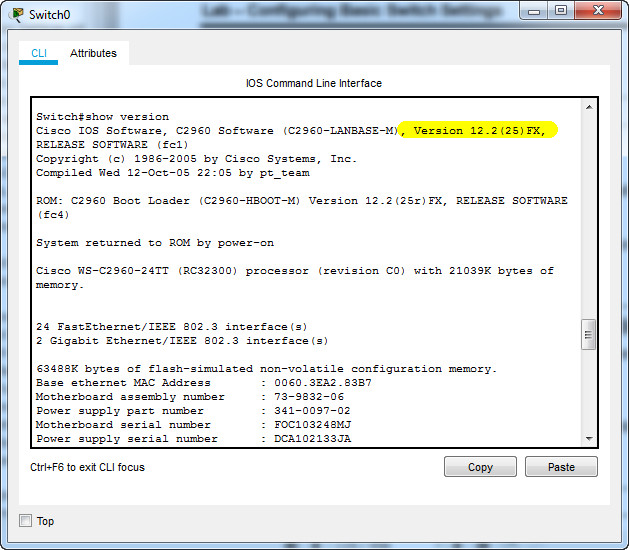 Lab – Configuring Basic Switch Settings
Switch0
CLI Attributes
IOS Command Line Interface
Switch#show version
Cisco IOS Software, C2960 Software (C2960-LANBASE-M), Version 12.2(25)FX,
RELEASE SOFTWARE (fc1)
Copyright (c) 1986-2005 by Cisco Systems, Inc.
Compiled Wed 12-Oct-05 22:05 by pt_team
ROM: C2960 Boot Loader (C2960-HBOOT-M) Version 12.2(25r)FX, RELEASE SOFTWARE
(fc4)
System returned to ROM by power-on
Cisco WS-C2960-24TT (RC32300) processor (revision C0) with 21039K bytes of
memory.
24 FastEthernet/IEEE 802.3 interface(s)
2 Gigabit Ethernet/IEEE 802.3 interface(s)
63488K bytes of flash-simulated non-volatile configuration memory.
Base ethernet MAC Address : 0060.3EA2.83B7
Motherboard assembly number : 73-9832-06
Power supply part number : 341-0097-02
Motherboard serial number : FOC103248MJ
Power supply serial number : DCA102133JA
Ctrl+F6 to exit CLI focus
Copy Paste
Top